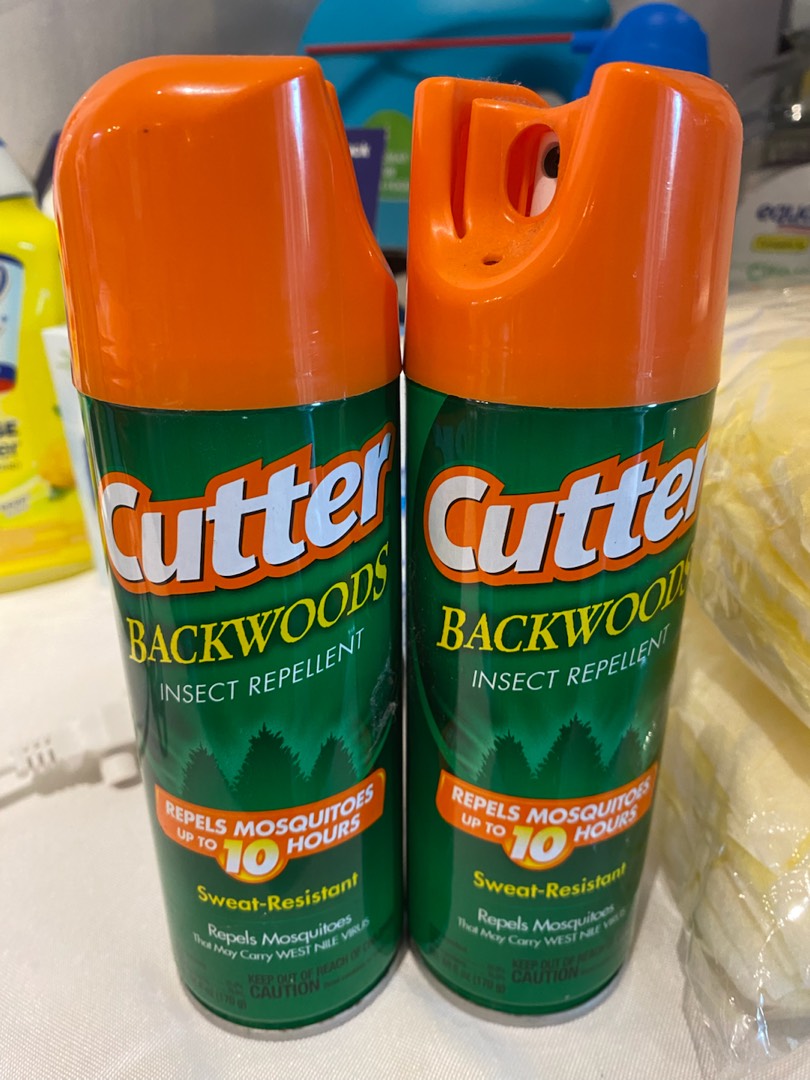 Cutter
BACKWOODS
INSECT REPELLENT
REPELS MOSQUITOES
UP TO 10 HOURS
Sweat-Resistant
Repels Mosquitoes
That May Carry WEST NILE VIRUS
KEEP OUT OF REACH OF
CAUTION
(170 g)
Cutter
BACKWOODS
INSECT REPELLENT
REPELS MOSQUITOES
UP TO 10 HOURS
Sweat-Resistant
Repels Mosquitoes
That May Carry WEST NILE VIRUS
KEEP OUT OF REACH OF
CAUTION
(170 g)